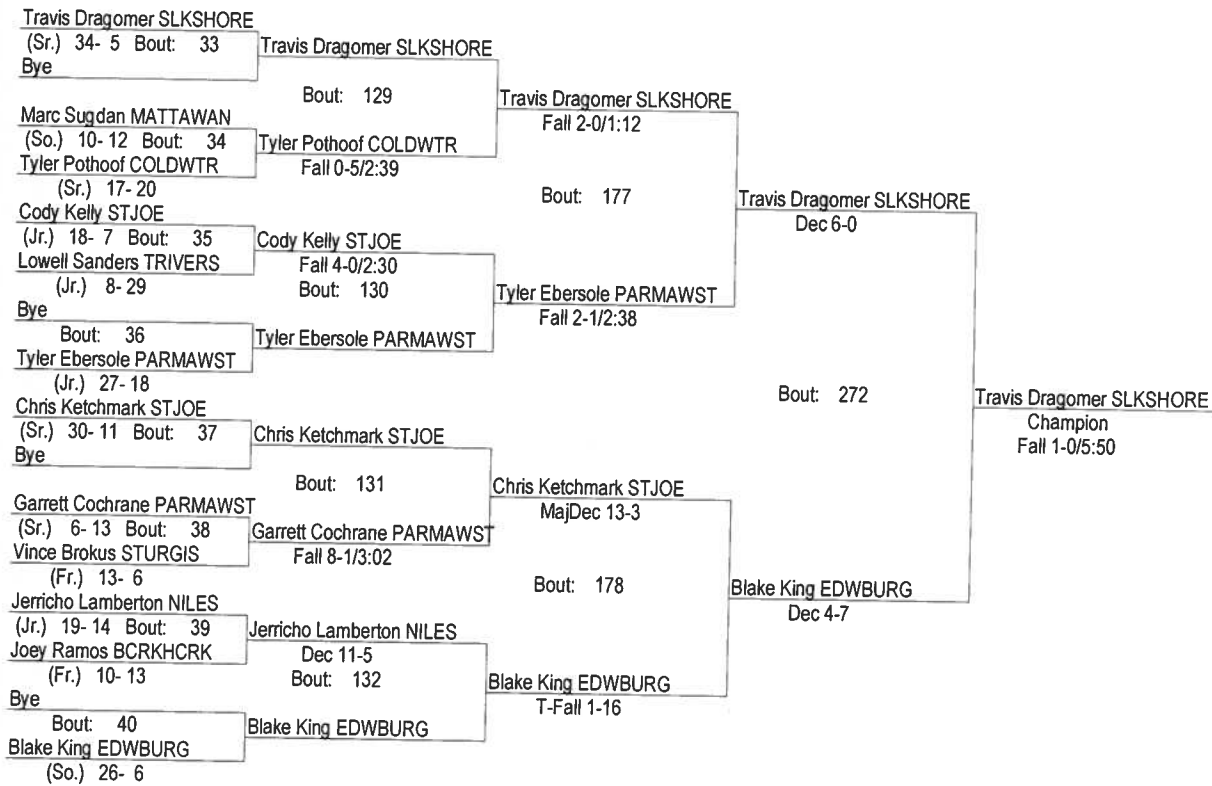 Travis Dragomer SLKSHORE
(Sr.) 34- 5 Bout: 33
Bye
Travis Dragomer SLKSHORE
Bout: 129
Marc Sugdan MATTAWAN
(So.) 10- 12 Bout: 34
Tyler Pothoof COLDWTR
(Sr.) 17- 20
Tyler Pothoof COLDWTR
Fall 0-5/2:39
Travis Dragomer SLKSHORE
Fall 2-0/1:12
Bout: 177
Cody Kelly STJOE
(Jr.) 18- 7 Bout: 35
Lowell Sanders TRIVERS
(Jr.) 8- 29
Cody Kelly STJOE
Fall 4-0/2:30
Bout: 130
Bye
Bout: 36
Tyler Ebersole PARMAWST
(Jr.) 27- 18
Tyler Ebersole PARMAWST
Tyler Ebersole PARMAWST
Fall 2-1/2:38
Travis Dragomer SLKSHORE
Dec 6-0
Bout: 272
Travis Dragomer SLKSHORE
Champion
Fall 1-0/5:50
Chris Ketchmark STJOE
(Sr.) 30- 11 Bout: 37
Bye
Chris Ketchmark STJOE
Bout: 131
Garrett Cochrane PARMAWST
(Sr.) 6- 13 Bout: 38
Vince Brokus STURGIS
(Fr.) 13- 6
Garrett Cochrane PARMAWST
Fall 8-1/3:02
Chris Ketchmark STJOE
MajDec 13-3
Bout: 178
Jerricho Lamberton NILES
(Jr.) 19- 14 Bout: 39
Joey Ramos BCRKHCRK
(Fr.) 10- 13
Jerricho Lamberton NILES
Dec 11-5
Bout: 132
Bye
Bout: 40
Blake King EDWBURG
(So.) 26- 6
Blake King EDWBURG
Blake King EDWBURG
T-Fall 1-16
Blake King EDWBURG
Dec 4-7